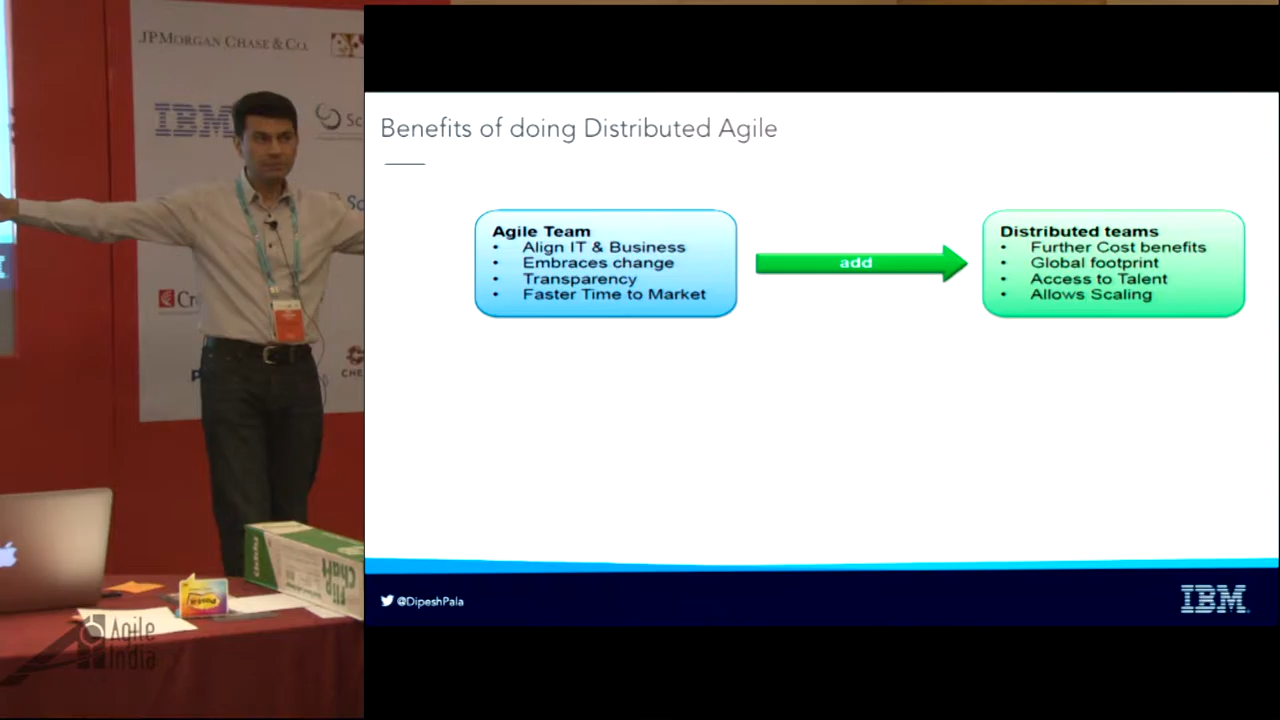 JPMORGAN CHASE & CO.
IBM
Benefits of doing Distributed Agile
Agile Team
• Align IT & Business
• Embraces change
• Transparency
• Faster Time to Market
add
Distributed teams
• Further Cost benefits
• Global footprint
• Access to Talent
• Allows Scaling
Flip
Chart
@DipeshPala
IBM
Agile
India